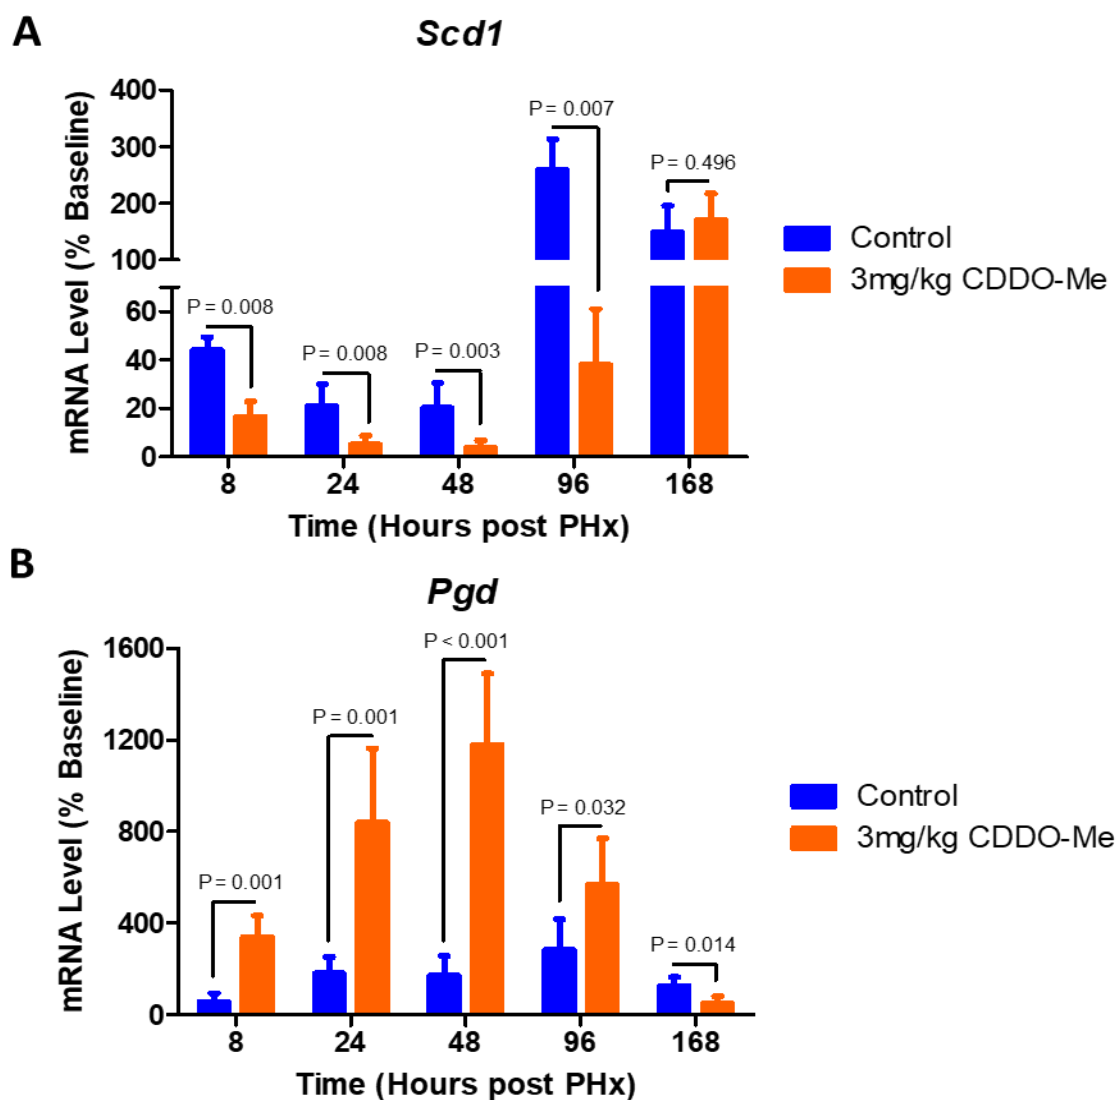 A
Scd1
mRNA Level (% Baseline)
400
300
200
100
60
40
20
0
P = 0.008
P = 0.008
P = 0.003
P = 0.007
P = 0.496
8 24 48 96 168
Time (Hours post PHx)
Control
3mg/kg CDDO-Me
B
Pgd
mRNA Level (% Baseline)
1600
1200
800
400
0
P = 0.001
P = 0.001
P < 0.001
P = 0.032
P = 0.014
8 24 48 96 168
Time (Hours post PHx)
Control
3mg/kg CDDO-Me